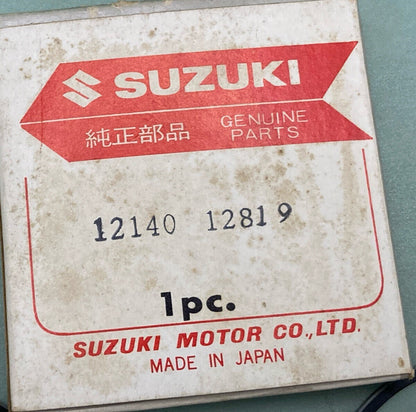 SUZUKI
純正部品 GENUINE PARTS
12140 12819
1pc.
SUZUKI MOTOR CO.,LTD.
MADE IN JAPAN